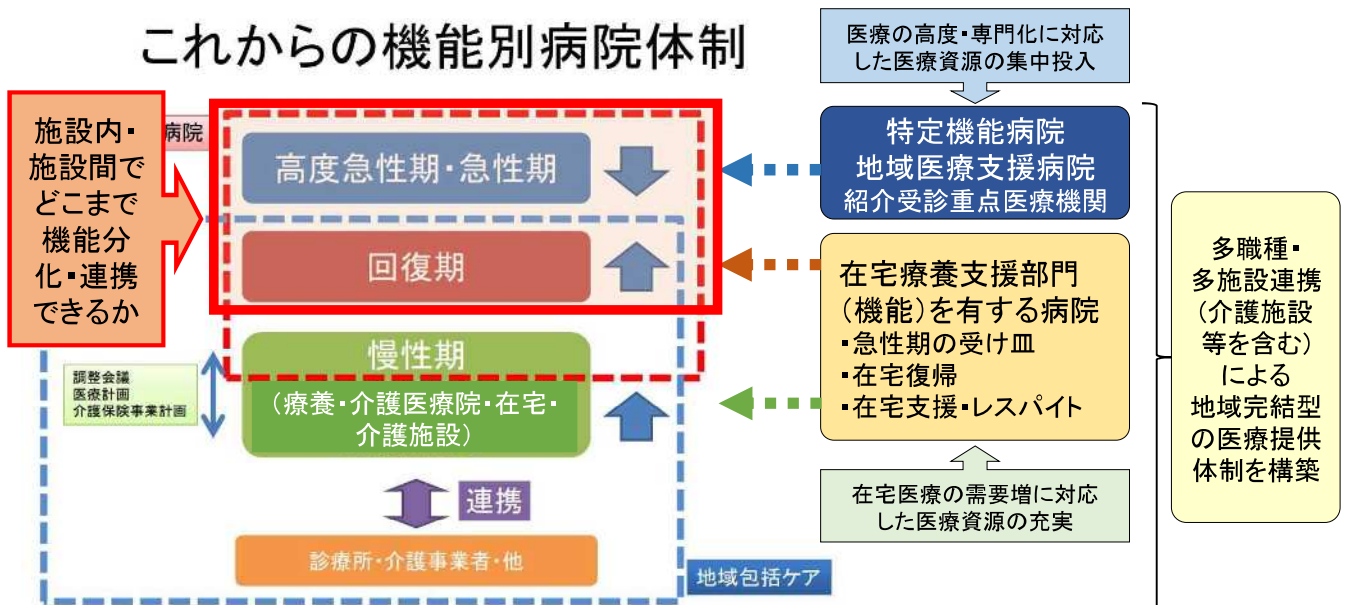 これからの機能別病院体制
医療の高度・専門化に対応
した医療資源の集中投入
施設内・
施設間で
どこまで
機能分
化・連携
できるか
病院
高度急性期・急性期
回復期
慢性期
（療養・介護医療院・在宅・
介護施設）
調整会議
医療計画
介護保険事業計画
連携
診療所・介護事業者・他
地域包括ケア
特定機能病院
地域医療支援病院
紹介受診重点医療機関
在宅療養支援部門
（機能）を有する病院
・急性期の受け皿
・在宅復帰
・在宅支援・レスパイト
在宅医療の需要増に対応
した医療資源の充実
多職種・
多施設連携
（介護施設
等を含む）
による
地域完結型
の医療提供
体制を構築